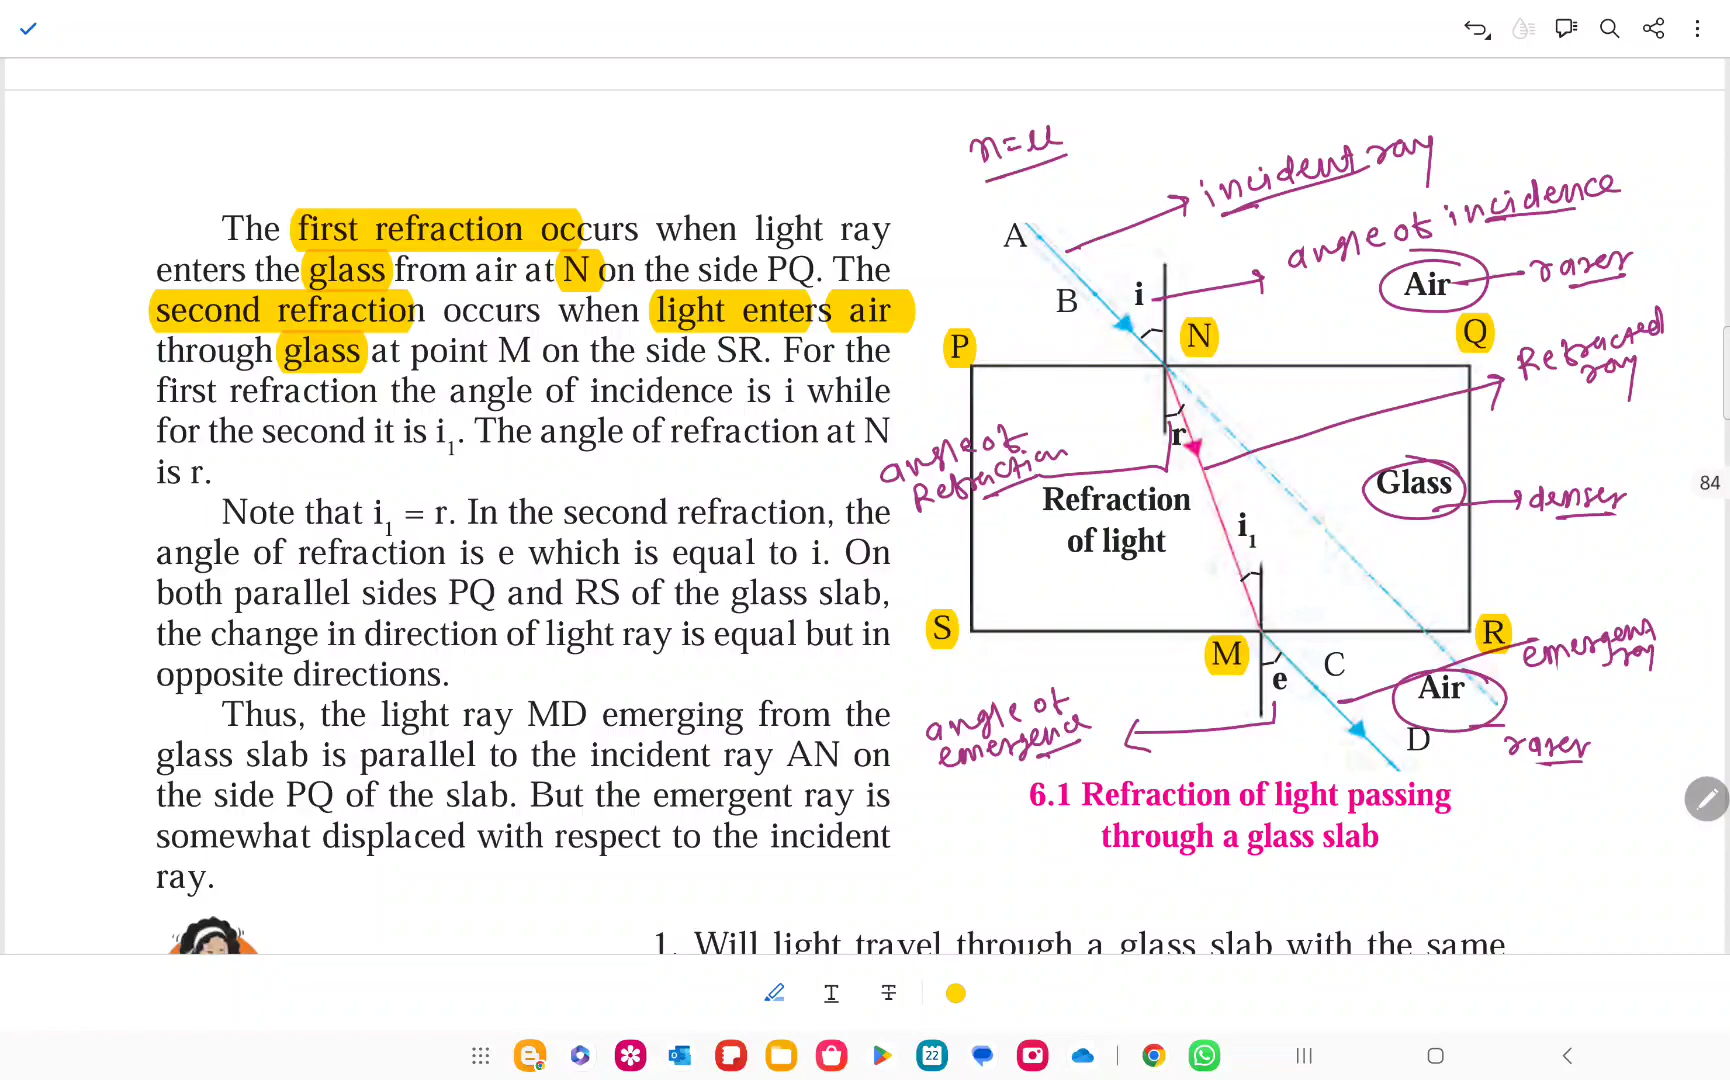 The first refraction occurs when light ray
enters the glass from air at N on the side PQ. The
second refraction occurs when light enters air
through glass at point M on the side SR. For the
first refraction the angle of incidence is i while
for the second it is i₁. The angle of refraction at N
is r.
Note that i₁ = r. In the second refraction, the
angle of refraction is e which is equal to i. On
both parallel sides PQ and RS of the glass slab,
the change in direction of light ray is equal but in
opposite directions.
Thus, the light ray MD emerging from the
glass slab is parallel to the incident ray AN on
the side PQ of the slab. But the emergent ray is
somewhat displaced with respect to the incident
ray.
n=μ
incident ray
angle of incidence
A
B
i
Air
rarer
P
N
Q
Refracted
ray
r
angle of
Refraction
Refraction
of light
Glass
denser
i₁
S
M
R
emergent
ray
C
e
Air
angle of
emergence
D
rarer
6.1 Refraction of light passing
through a glass slab
84
1. Will light travel through a glass slab with the same
T
T
22